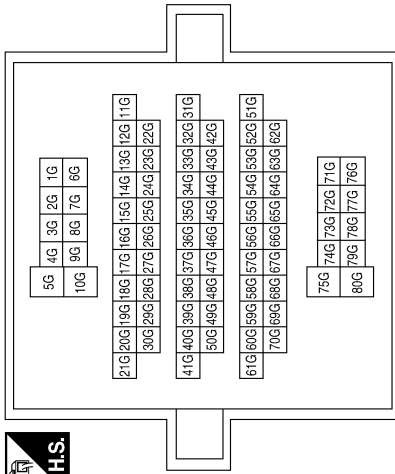 H.S.
5G 4G 3G 2G 1G
10G 9G 8G 7G 6G
21G 20G 19G 18G 17G 16G 15G 14G 13G 12G 11G
30G 29G 28G 27G 26G 25G 24G 23G 22G
41G 40G 39G 38G 37G 36G 35G 34G 33G 32G 31G
50G 49G 48G 47G 46G 45G 44G 43G 42G
61G 60G 59G 58G 57G 56G 55G 54G 53G 52G 51G
70G 69G 68G 67G 66G 65G 64G 63G 62G
75G 74G 73G 72G 71G
80G 79G 78G 77G 76G